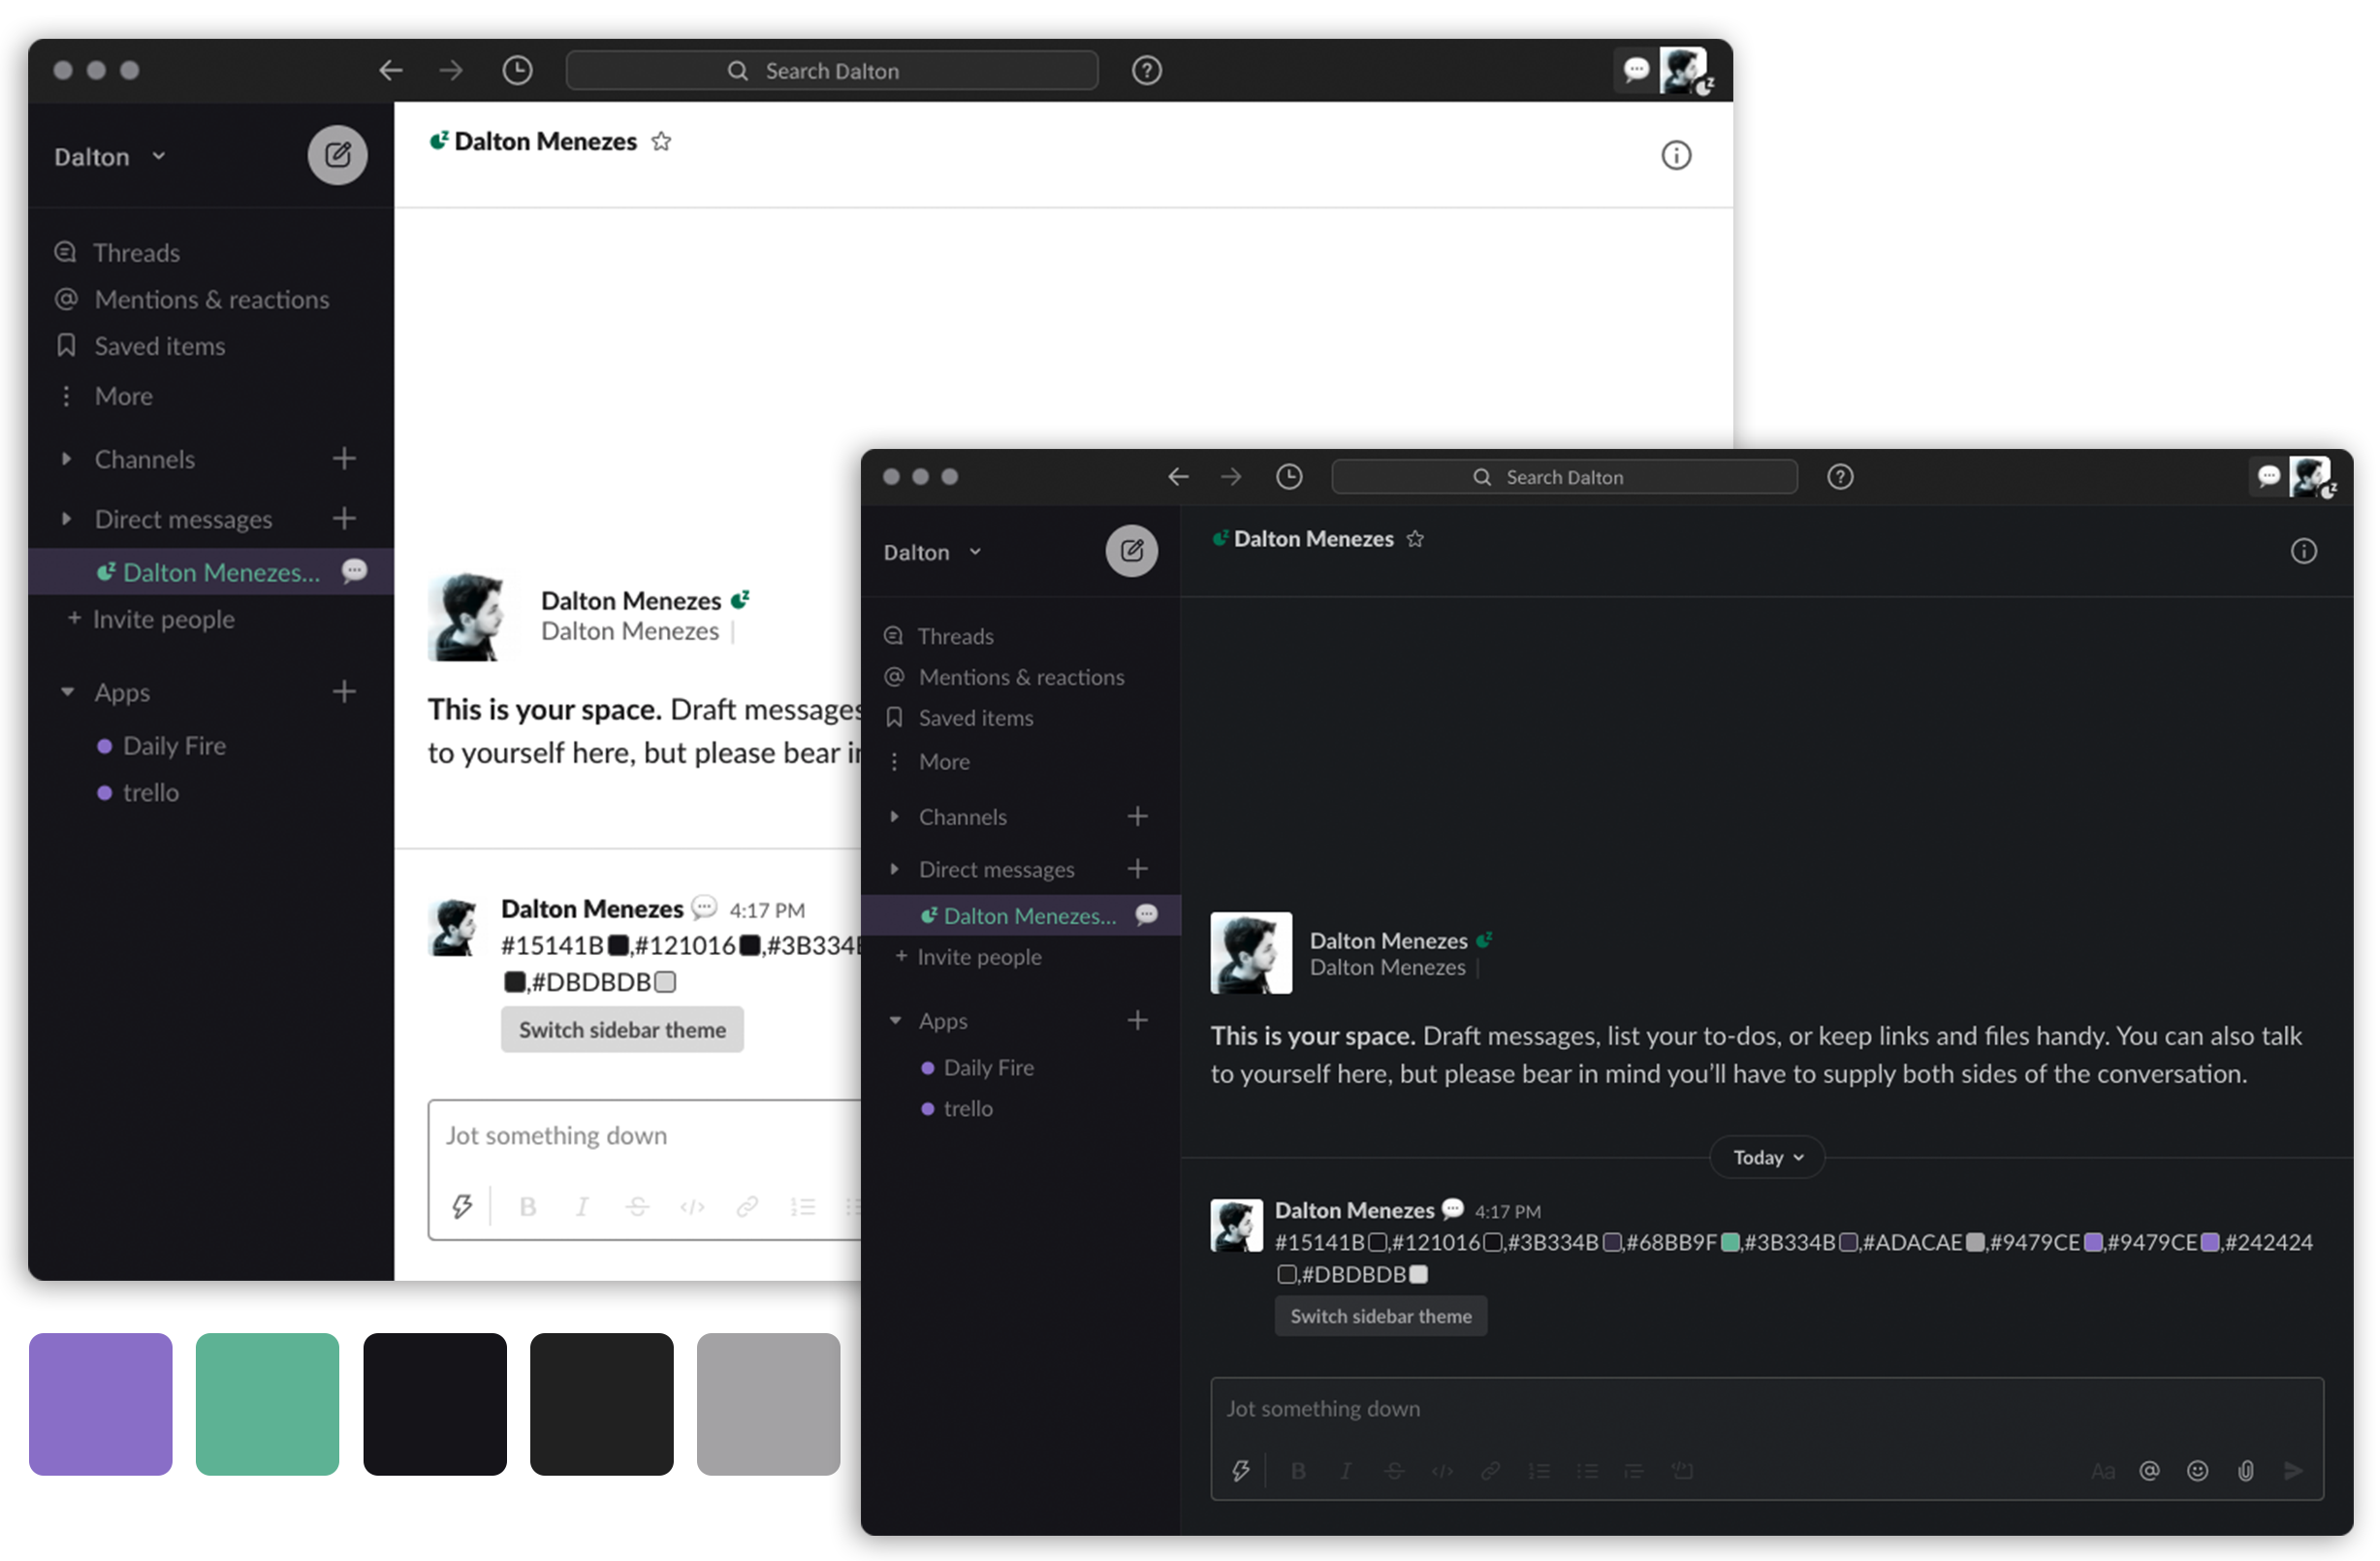 Search Dalton
Dalton
Threads
Mentions & reactions
Saved items
More
Channels
Direct messages
Dalton Menezes...
Invite people
Apps
Daily Fire
trello
Dalton Menezes
Dalton Menezes
Dalton Menezes
This is your space. Draft messages
to yourself here, but please bear in
Dalton Menezes 4:17 PM
#15141B,#121016,#3B334B
,#DBDBDB
Switch sidebar theme
Jot something down
B I S </>
Search Dalton
Dalton
Threads
Mentions & reactions
Saved items
More
Channels
Direct messages
Dalton Menezes...
Invite people
Apps
Daily Fire
trello
Dalton Menezes
Dalton Menezes
Dalton Menezes
This is your space. Draft messages, list your to-dos, or keep links and files handy. You can also talk
to yourself here, but please bear in mind you’ll have to supply both sides of the conversation.
Today
Dalton Menezes 4:17 PM
#15141B,#121016,#3B334B,#68BB9F,#3B334B,#ADACAE,#9479CE,#9479CE,#242424
,#DBDBDB
Switch sidebar theme
Jot something down
B I S </> Aa @